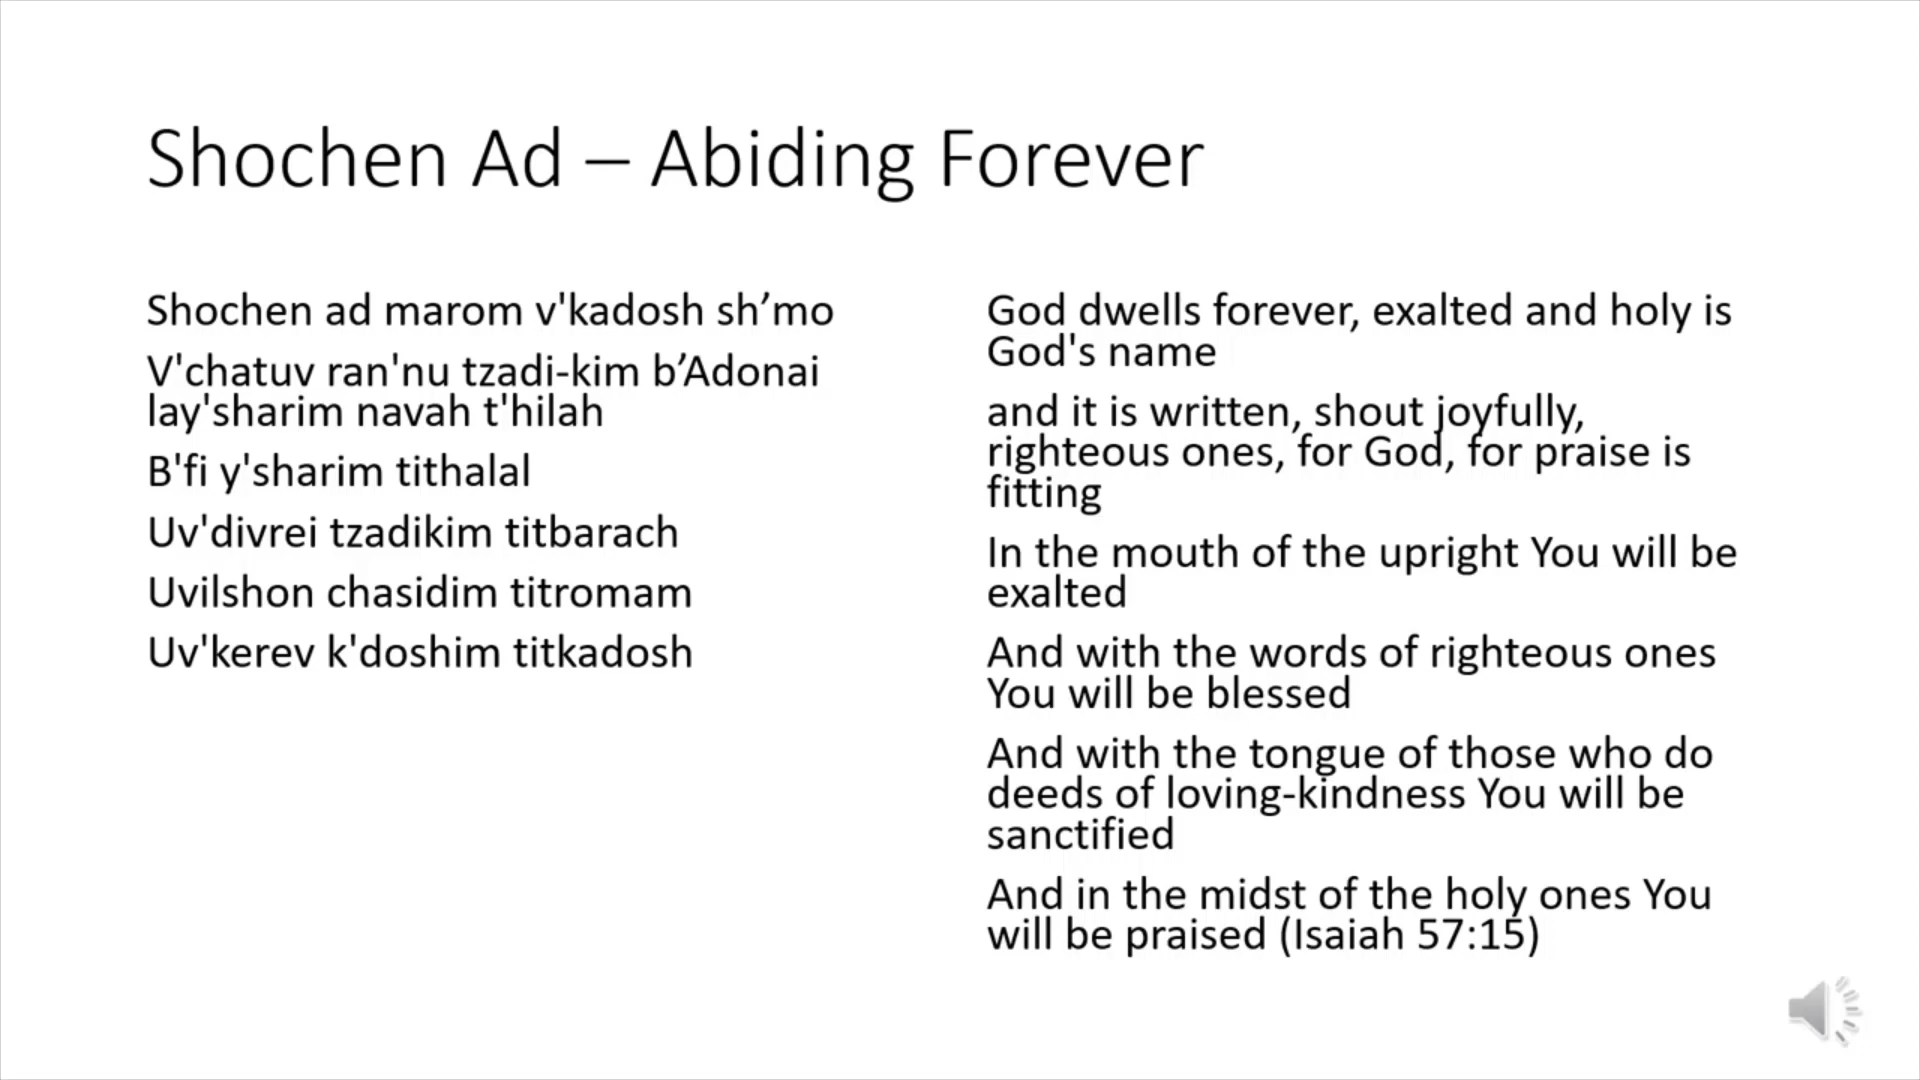 Shochen Ad – Abiding Forever
Shochen ad marom v'kadosh sh’mo
V'chatuv ran'nu tzadi-kim b’Adonai
lay'sharim navah t'hilah
B'fi y'sharim tithalal
Uv'divrei tzadikim titbarach
Uvilshon chasidim titromam
Uv'kerev k'doshim titkadosh
God dwells forever, exalted and holy is
God's name
and it is written, shout joyfully,
righteous ones, for God, for praise is
fitting
In the mouth of the upright You will be
exalted
And with the words of righteous ones
You will be blessed
And with the tongue of those who do
deeds of loving-kindness You will be
sanctified
And in the midst of the holy ones You
will be praised (Isaiah 57:15)